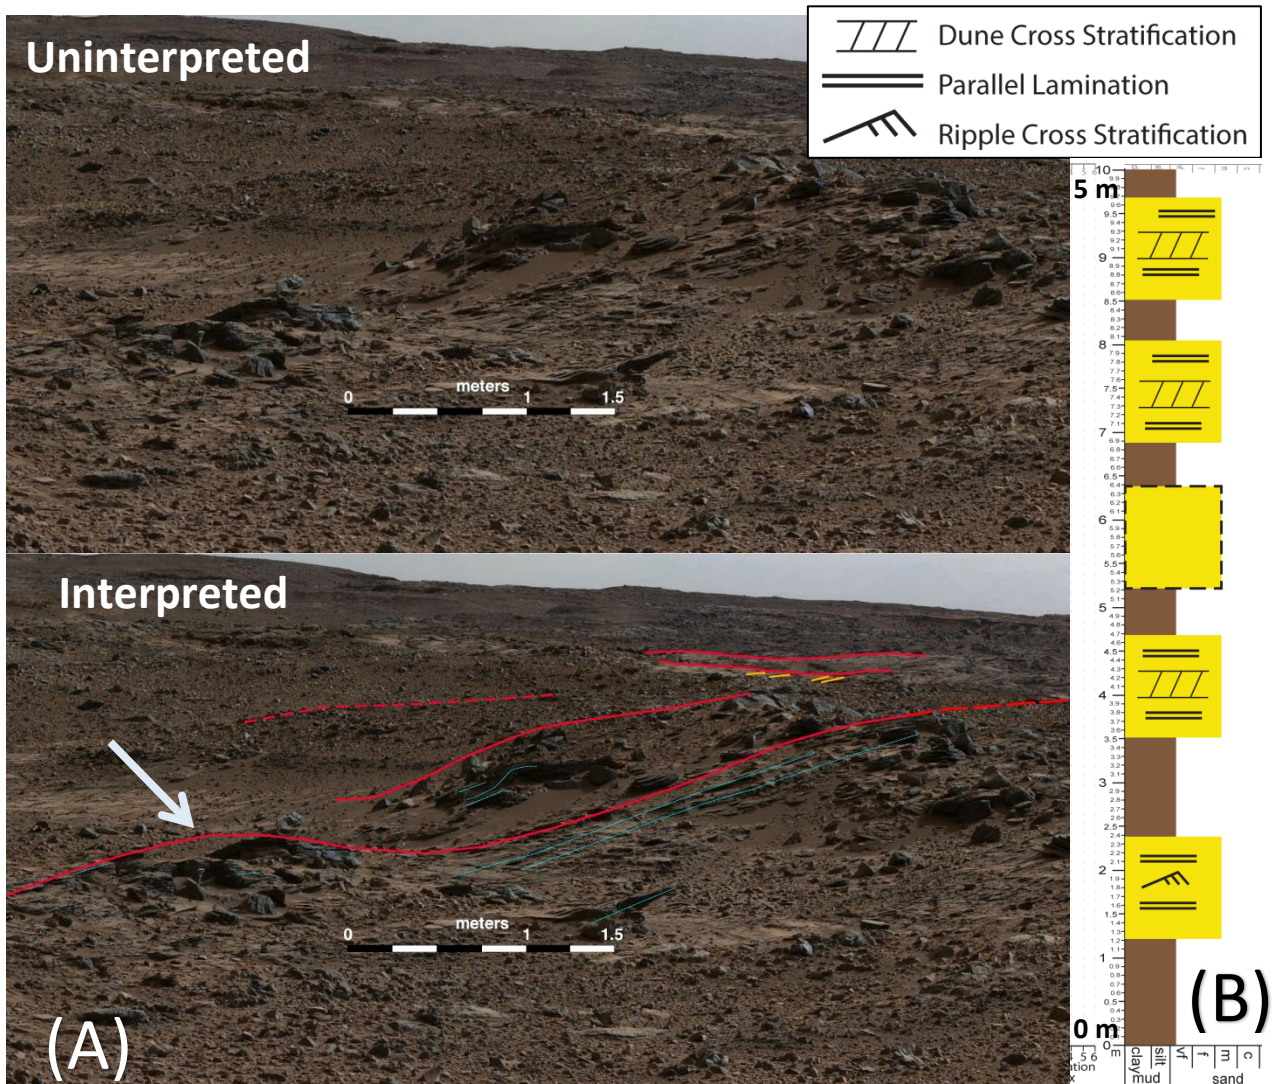 Uninterpreted
Dune Cross Stratification
Parallel Lamination
Ripple Cross Stratification
meters
0 1 1.5
Interpreted
meters
0 1 1.5
(A)
5 m
10
9.5
9
8.5
8
7.5
7
6.5
6
5.5
5
4.5
4
3.5
3
2.5
2
1.5
1
0.5
0
0 m
(B)
m clay silt vf f m c
mud sand